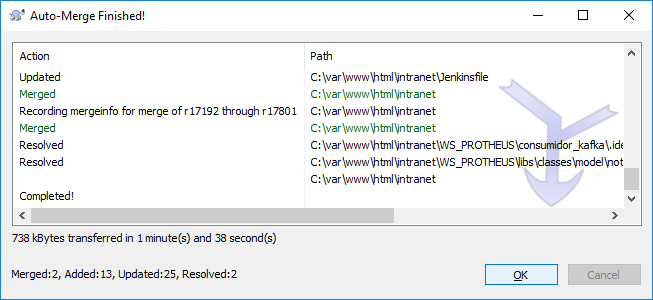 Auto-Merge Finished!
Action Path
Updated C:\var\www\html\intranet\Jenkinsfile
Merged C:\var\www\html\intranet
Recording mergeinfo for merge of r17192 through r17801 C:\var\www\html\intranet
Merged C:\var\www\html\intranet
Resolved C:\var\www\html\intranet\WS_PROTHEUS\consumidor_kafka\.ide
Resolved C:\var\www\html\intranet\WS_PROTHEUS\libs\classes\model\not
C:\var\www\html\intranet
Completed!
738 kBytes transferred in 1 minute(s) and 38 second(s)
Merged:2, Added:13, Updated:25, Resolved:2
OK Cancel